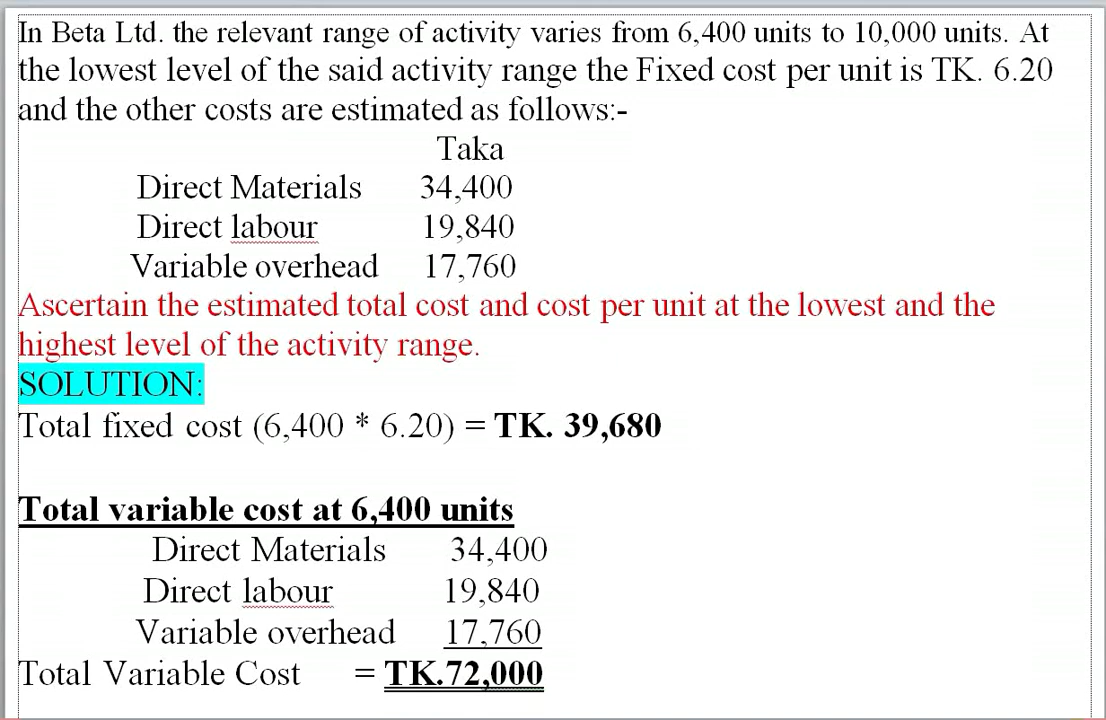 In Beta Ltd. the relevant range of activity varies from 6,400 units to 10,000 units. At
the lowest level of the said activity range the Fixed cost per unit is TK. 6.20
and the other costs are estimated as follows:-
Taka
Direct Materials 34,400
Direct labour 19,840
Variable overhead 17,760
Ascertain the estimated total cost and cost per unit at the lowest and the
highest level of the activity range.
SOLUTION:
Total fixed cost (6,400 * 6.20) = TK. 39,680
Total variable cost at 6,400 units
Direct Materials 34,400
Direct labour 19,840
Variable overhead 17,760
Total Variable Cost = TK.72,000